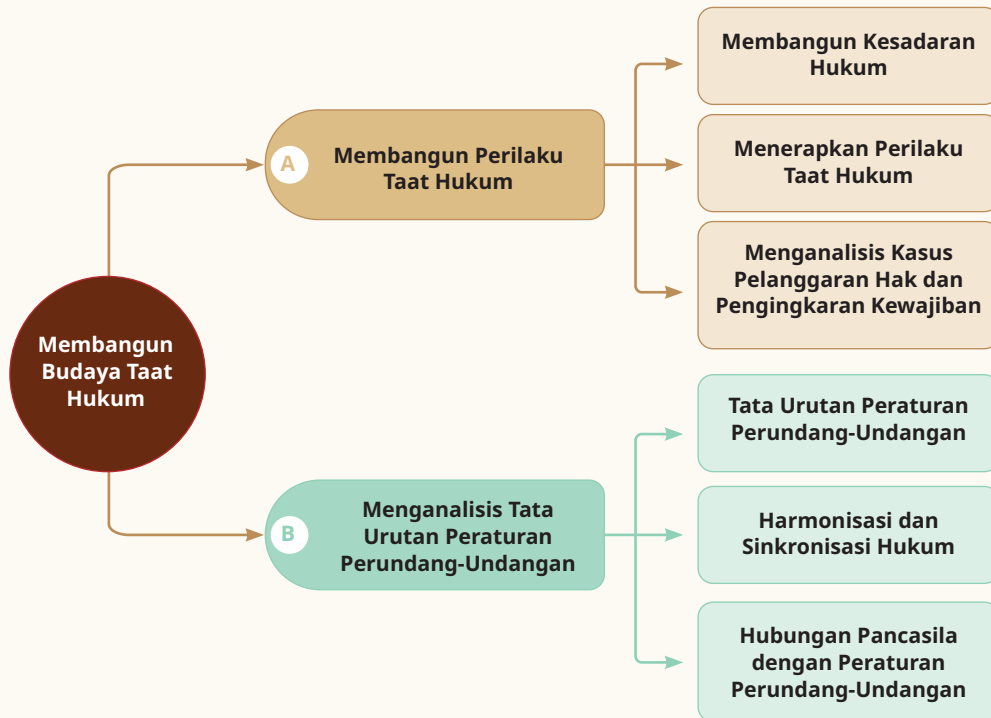 Membangun
Budaya Taat
Hukum
A
Membangun Perilaku
Taat Hukum
Membangun Kesadaran
Hukum
Menerapkan Perilaku
Taat Hukum
Menganalisis Kasus
Pelanggaran Hak dan
Pengingkaran Kewajiban
B
Menganalisis Tata
Urutan Peraturan
Perundang-Undangan
Tata Urutan Peraturan
Perundang-Undangan
Harmonisasi dan
Sinkronisasi Hukum
Hubungan Pancasila
dengan Peraturan
Perundang-Undangan